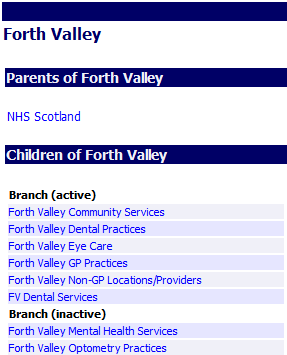 Forth Valley
Parents of Forth Valley
NHS Scotland
Children of Forth Valley
Branch (active)
Forth Valley Community Services
Forth Valley Dental Practices
Forth Valley Eye Care
Forth Valley GP Practices
Forth Valley Non-GP Locations/Providers
FV Dental Services
Branch (inactive)
Forth Valley Mental Health Services
Forth Valley Optometry Practices